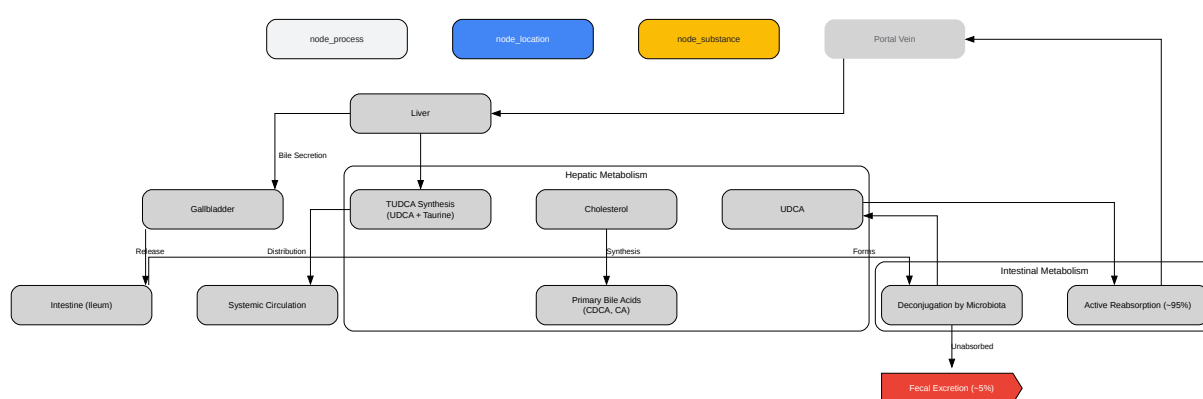 node_process
node_location
node_substance
Portal Vein
Liver
Bile Secretion
Hepatic Metabolism
Gallbladder
TUDCA Synthesis
(UDCA + Taurine)
Cholesterol
UDCA
Release
Distribution
Synthesis
Forms
Intestinal Metabolism
Intestine (Ileum)
Systemic Circulation
Primary Bile Acids
(CDCA, CA)
Deconjugation by Microbiota
Active Reabsorption (~95%)
Unabsorbed
Fecal Excretion (~5%)